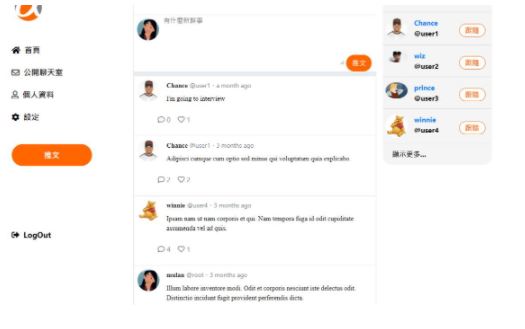 首頁
公開聊天室
個人資料
設定
推文
LogOut
有什麼新鮮事
推文
Chance @user1 · a month ago
I'm going to interview
0 1
Chance @user1 · 3 months ago
Adipisci cumque cum optio sed minus qui voluptatum quis explicabo
2 2
winnie @user4 · 3 months ago
Ipsam nam ut nam corporis et qui. Nam tempora fuga id odit cupiditate
assumenda vel ad quis.
4 1
mulan @root · 3 months ago
Illum labore inventore modi. Odit et corporis nesciunt iste delectus odit.
Distinctio incidunt fugit provident perferendis dicta.
Chance
@user1
跟隨
wiz
@user2
跟隨
prince
@user3
跟隨
winnie
@user4
跟隨
顯示更多...